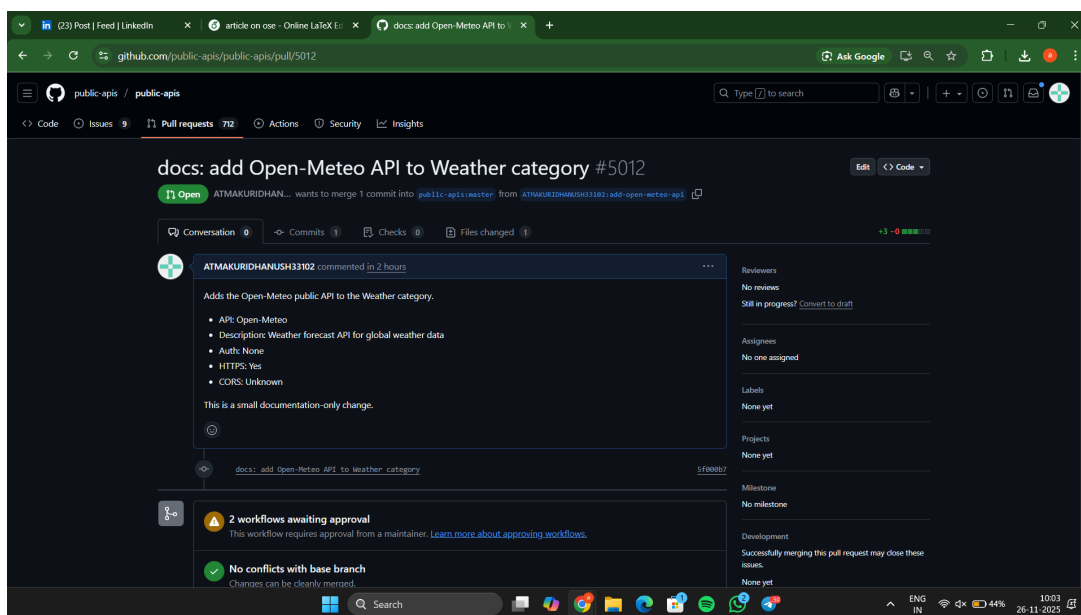 (23) Post | Feed | LinkedIn
article on ose - Online LaTeX Ed
docs: add Open-Meteo API to W
github.com/public-apis/public-apis/pull/5012
Ask Google
a
public-apis / public-apis
Type / to search
Code
Issues 9
Pull requests 712
Actions
Security
Insights
docs: add Open-Meteo API to Weather category #5012
Edit
Code
Open
ATMAKURIDHAN... wants to merge 1 commit into public-apis:master from ATMAKURIDHANUSH33102:add-open-meteo-api
Conversation 0
Commits 1
Checks 0
Files changed 1
+3 −0
ATMAKURIDHANUSH33102 commented in 2 hours
Adds the Open-Meteo public API to the Weather category.
• API: Open-Meteo
• Description: Weather forecast API for global weather data
• Auth: None
• HTTPS: Yes
• CORS: Unknown
This is a small documentation-only change.
docs: add Open-Meteo API to Weather category
5f000b7
2 workflows awaiting approval
This workflow requires approval from a maintainer. Learn more about approving workflows.
No conflicts with base branch
Changes can be cleanly merged.
Reviewers
No reviews
Still in progress? Convert to draft
Assignees
No one assigned
Labels
None yet
Projects
None yet
Milestone
No milestone
Development
Successfully merging this pull request may close these
issues.
None yet
Search
ENG
IN
44%
10:03
26-11-2025